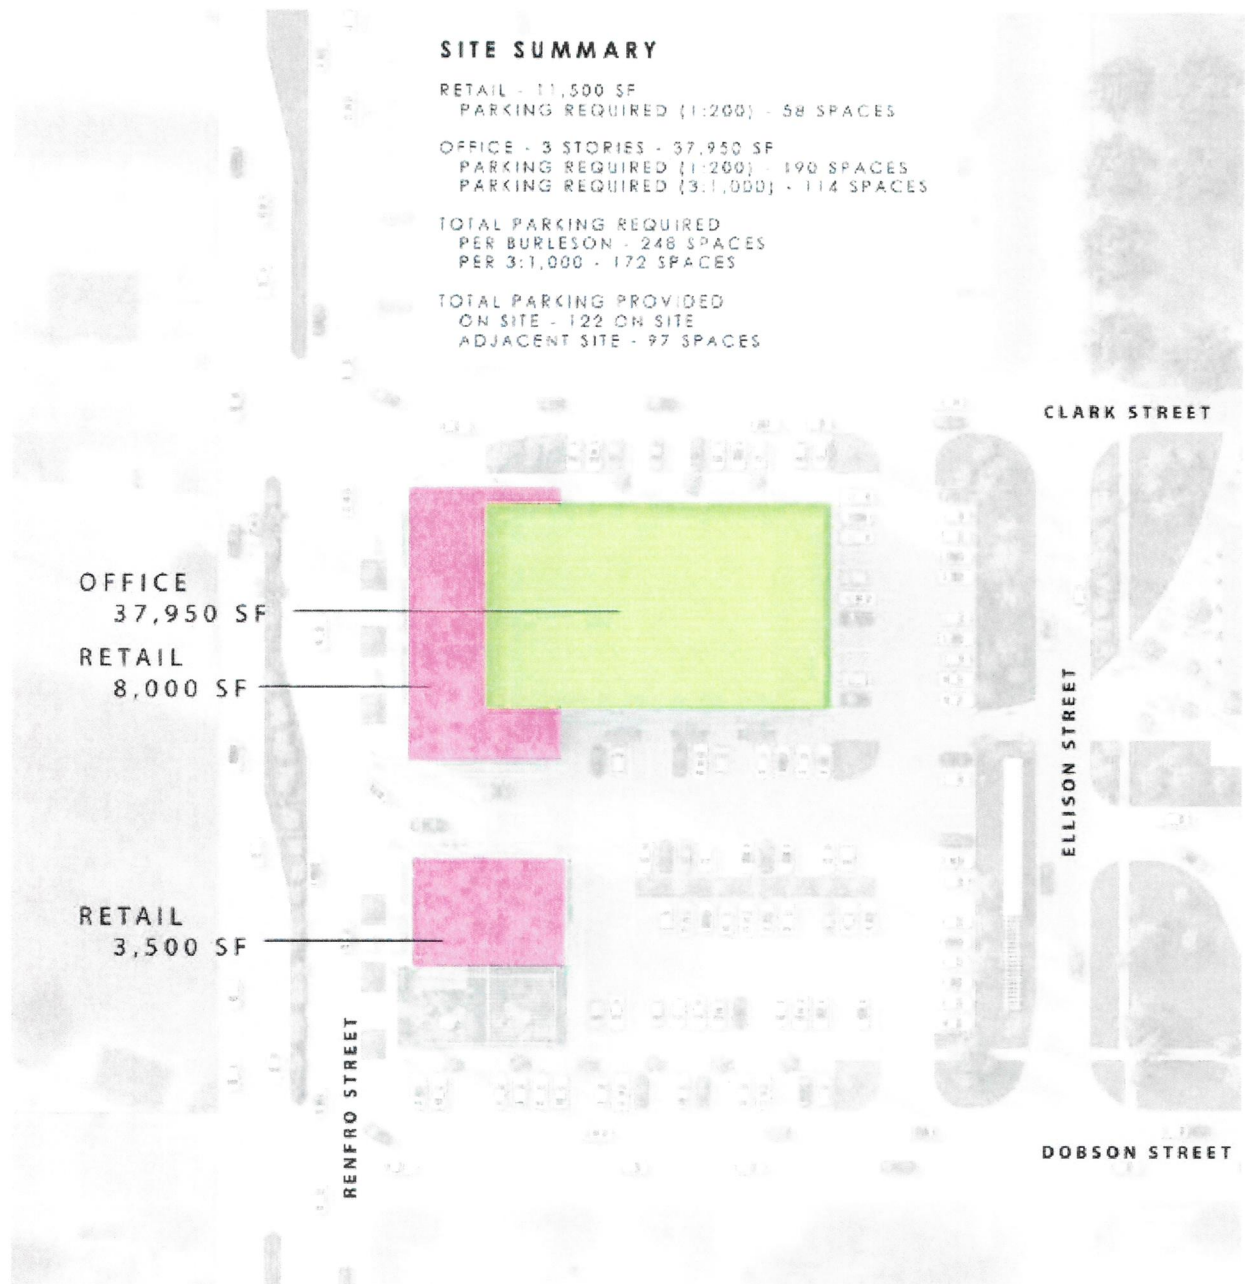 SITE SUMMARY
RETAIL - 11,500 SF
PARKING REQUIRED (1:200) - 58 SPACES
OFFICE - 3 STORIES - 37,950 SF
PARKING REQUIRED (1:200) - 190 SPACES
PARKING REQUIRED (3:1,000) - 114 SPACES
TOTAL PARKING REQUIRED
PER BURLESON - 248 SPACES
PER 3:1,000 - 172 SPACES
TOTAL PARKING PROVIDED
ON SITE - 122 ON SITE
ADJACENT SITE - 97 SPACES
CLARK STREET
OFFICE
37,950 SF
RETAIL
8,000 SF
ELLISON STREET
RETAIL
3,500 SF
RENFRO STREET
DOBSON STREET